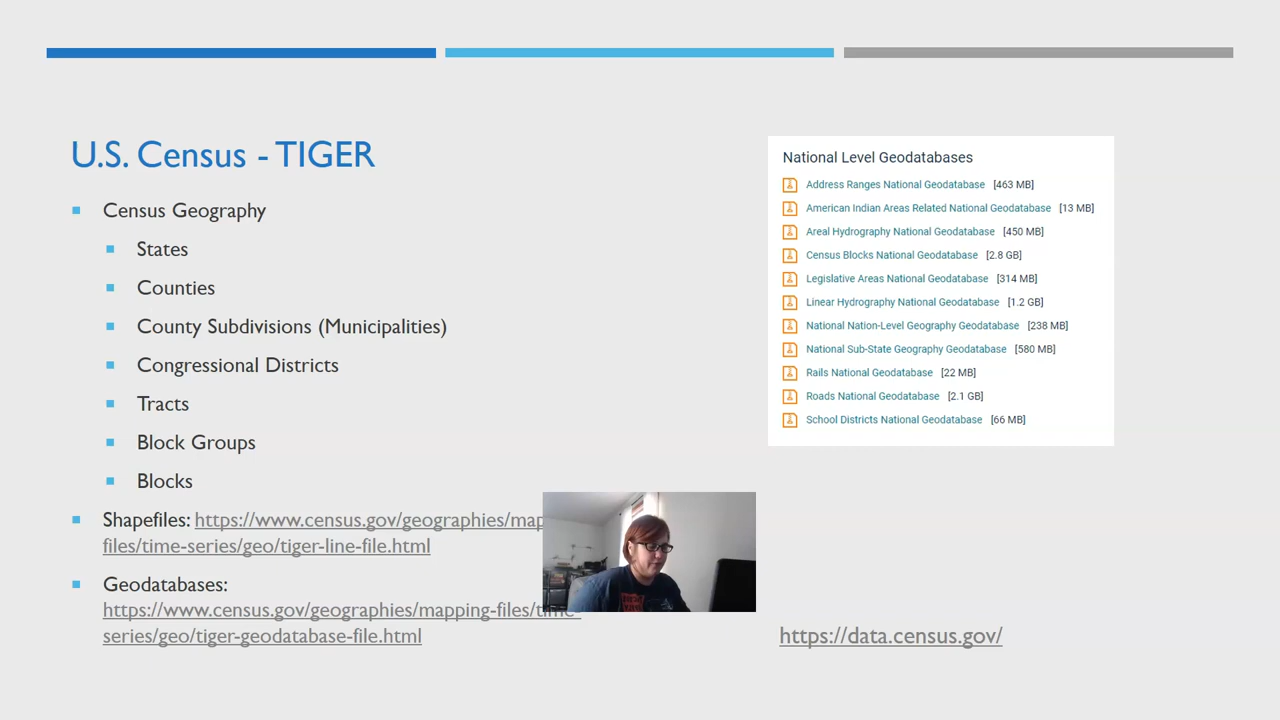 U.S. Census - TIGER
Census Geography
States
Counties
County Subdivisions (Municipalities)
Congressional Districts
Tracts
Block Groups
Blocks
Shapefiles: https://www.census.gov/geographies/map
files/time-series/geo/tiger-line-file.html
Geodatabases:
https://www.census.gov/geographies/mapping-files/time-
series/geo/tiger-geodatabase-file.html
National Level Geodatabases
Address Ranges National Geodatabase [463 MB]
American Indian Areas Related National Geodatabase [13 MB]
Areal Hydrography National Geodatabase [450 MB]
Census Blocks National Geodatabase [2.8 GB]
Legislative Areas National Geodatabase [314 MB]
Linear Hydrography National Geodatabase [1.2 GB]
National Nation-Level Geography Geodatabase [238 MB]
National Sub-State Geography Geodatabase [580 MB]
Rails National Geodatabase [22 MB]
Roads National Geodatabase [2.1 GB]
School Districts National Geodatabase [66 MB]
https://data.census.gov/